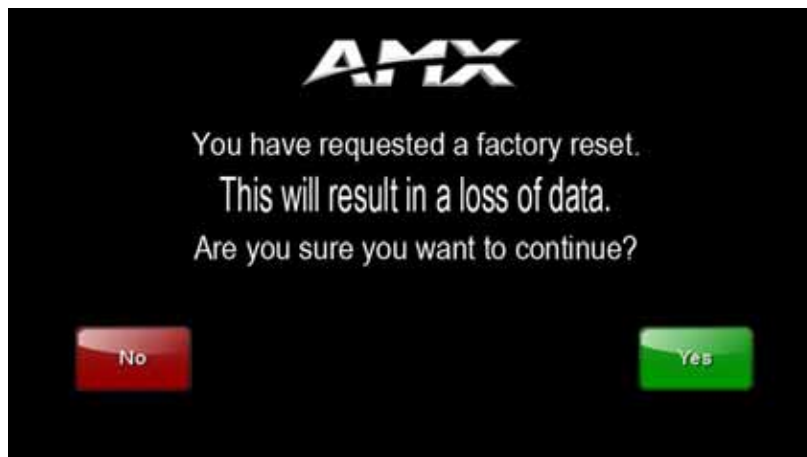 AMX
You have requested a factory reset.
This will result in a loss of data.
Are you sure you want to continue?
No
Yes